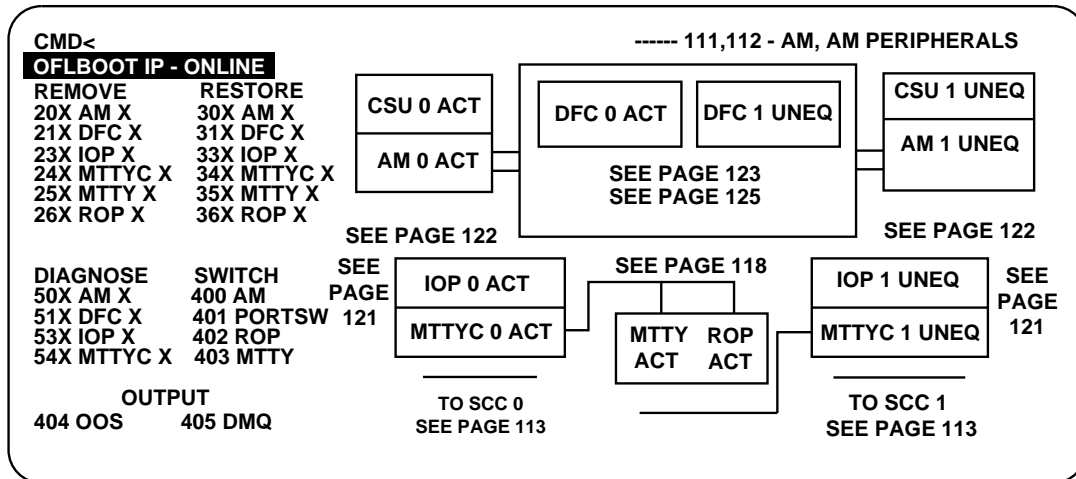 CMD<
------ 111,112 - AM, AM PERIPHERALS
OFLBOOT IP - ONLINE
REMOVE RESTORE
20X AM X 30X AM X
21X DFC X 31X DFC X
23X IOP X 33X IOP X
24X MTTYC X 34X MTTYC X
25X MTTY X 35X MTTY X
26X ROP X 36X ROP X
CSU 0 ACT
AM 0 ACT
DFC 0 ACT
DFC 1 UNEQ
SEE PAGE 123
SEE PAGE 125
CSU 1 UNEQ
AM 1 UNEQ
SEE PAGE 122
SEE PAGE 122
DIAGNOSE SWITCH
50X AM X 400 AM
51X DFC X 401 PORTSW
53X IOP X 402 ROP
54X MTTYC X 403 MTTY
OUTPUT
404 OOS 405 DMQ
SEE
PAGE
121
IOP 0 ACT
MTTYC 0 ACT
TO SCC 0
SEE PAGE 113
SEE PAGE 118
MTTY ROP
ACT ACT
IOP 1 UNEQ
MTTYC 1 UNEQ
SEE
PAGE
121
TO SCC 1
SEE PAGE 113